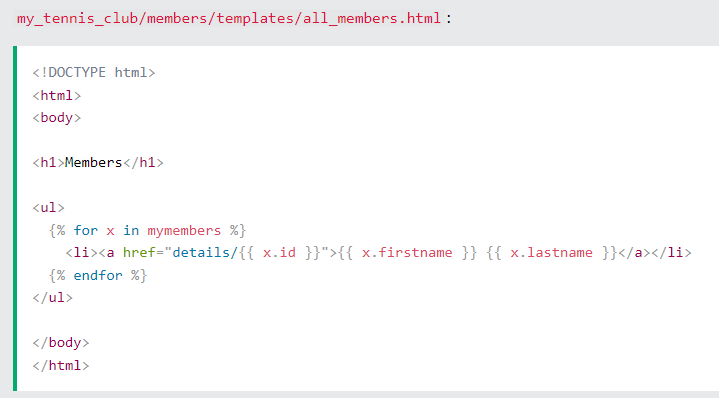 my_tennis_club/members/templates/all_members.html:
<!DOCTYPE html>
<html>
<body>
<h1>Members</h1>
<ul>
{% for x in mymembers %}
<li><a href="details/{{ x.id }}">{{ x.firstname }} {{ x.lastname }}</a></li>
{% endfor %}
</ul>
</body>
</html>